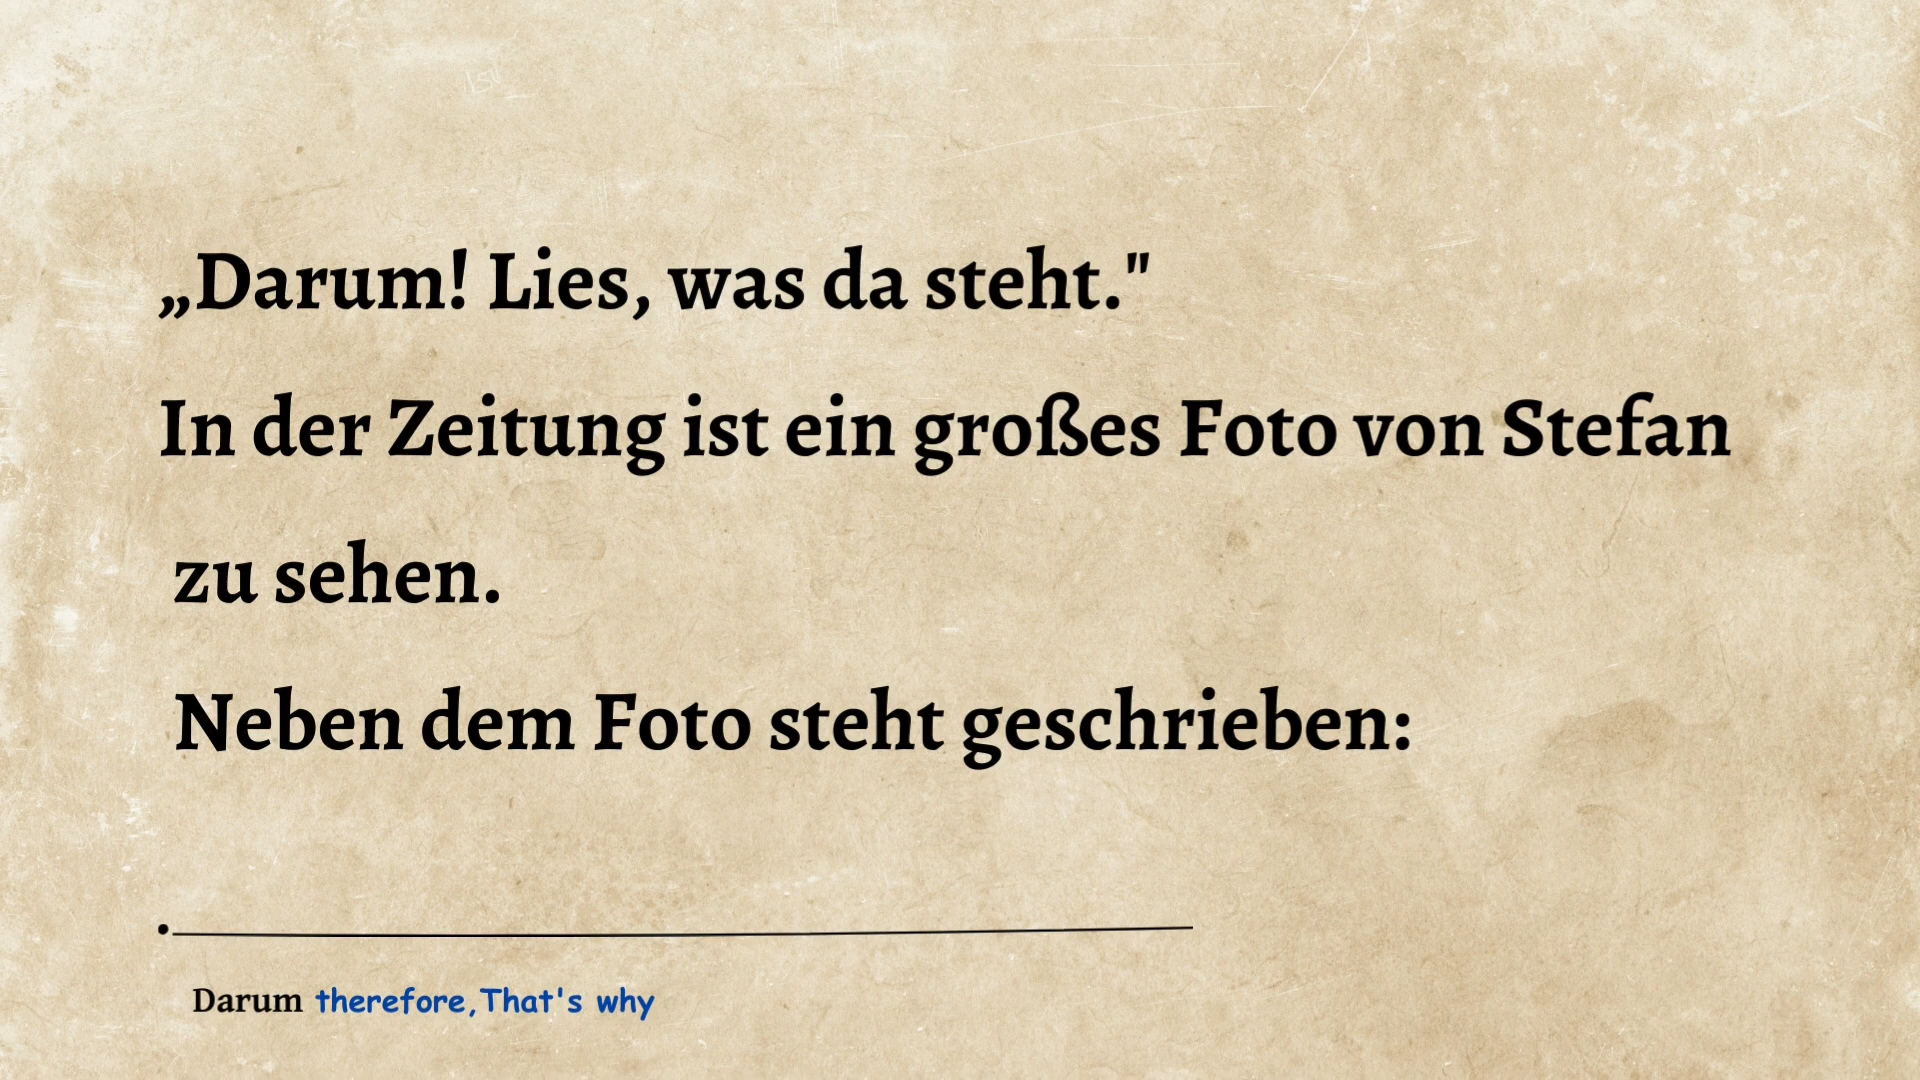 „Darum! Lies, was da steht."
In der Zeitung ist ein großes Foto von Stefan
zu sehen.
Neben dem Foto steht geschrieben:
Darum therefore,That's why